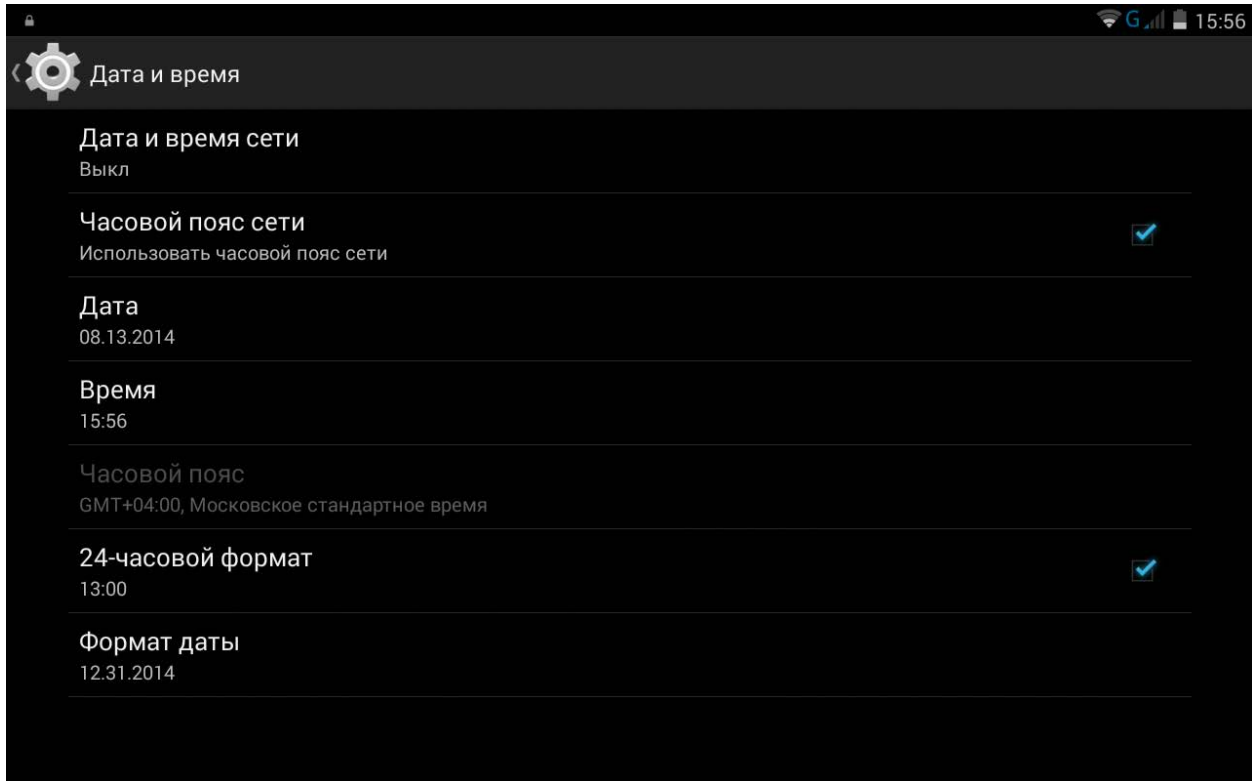 G 15:56
Дата и время
Дата и время сети
Выкл
Часовой пояс сети
Использовать часовой пояс сети
Дата
08.13.2014
Время
15:56
Часовой пояс
GMT+04:00, Московское стандартное время
24-часовой формат
13:00
Формат даты
12.31.2014